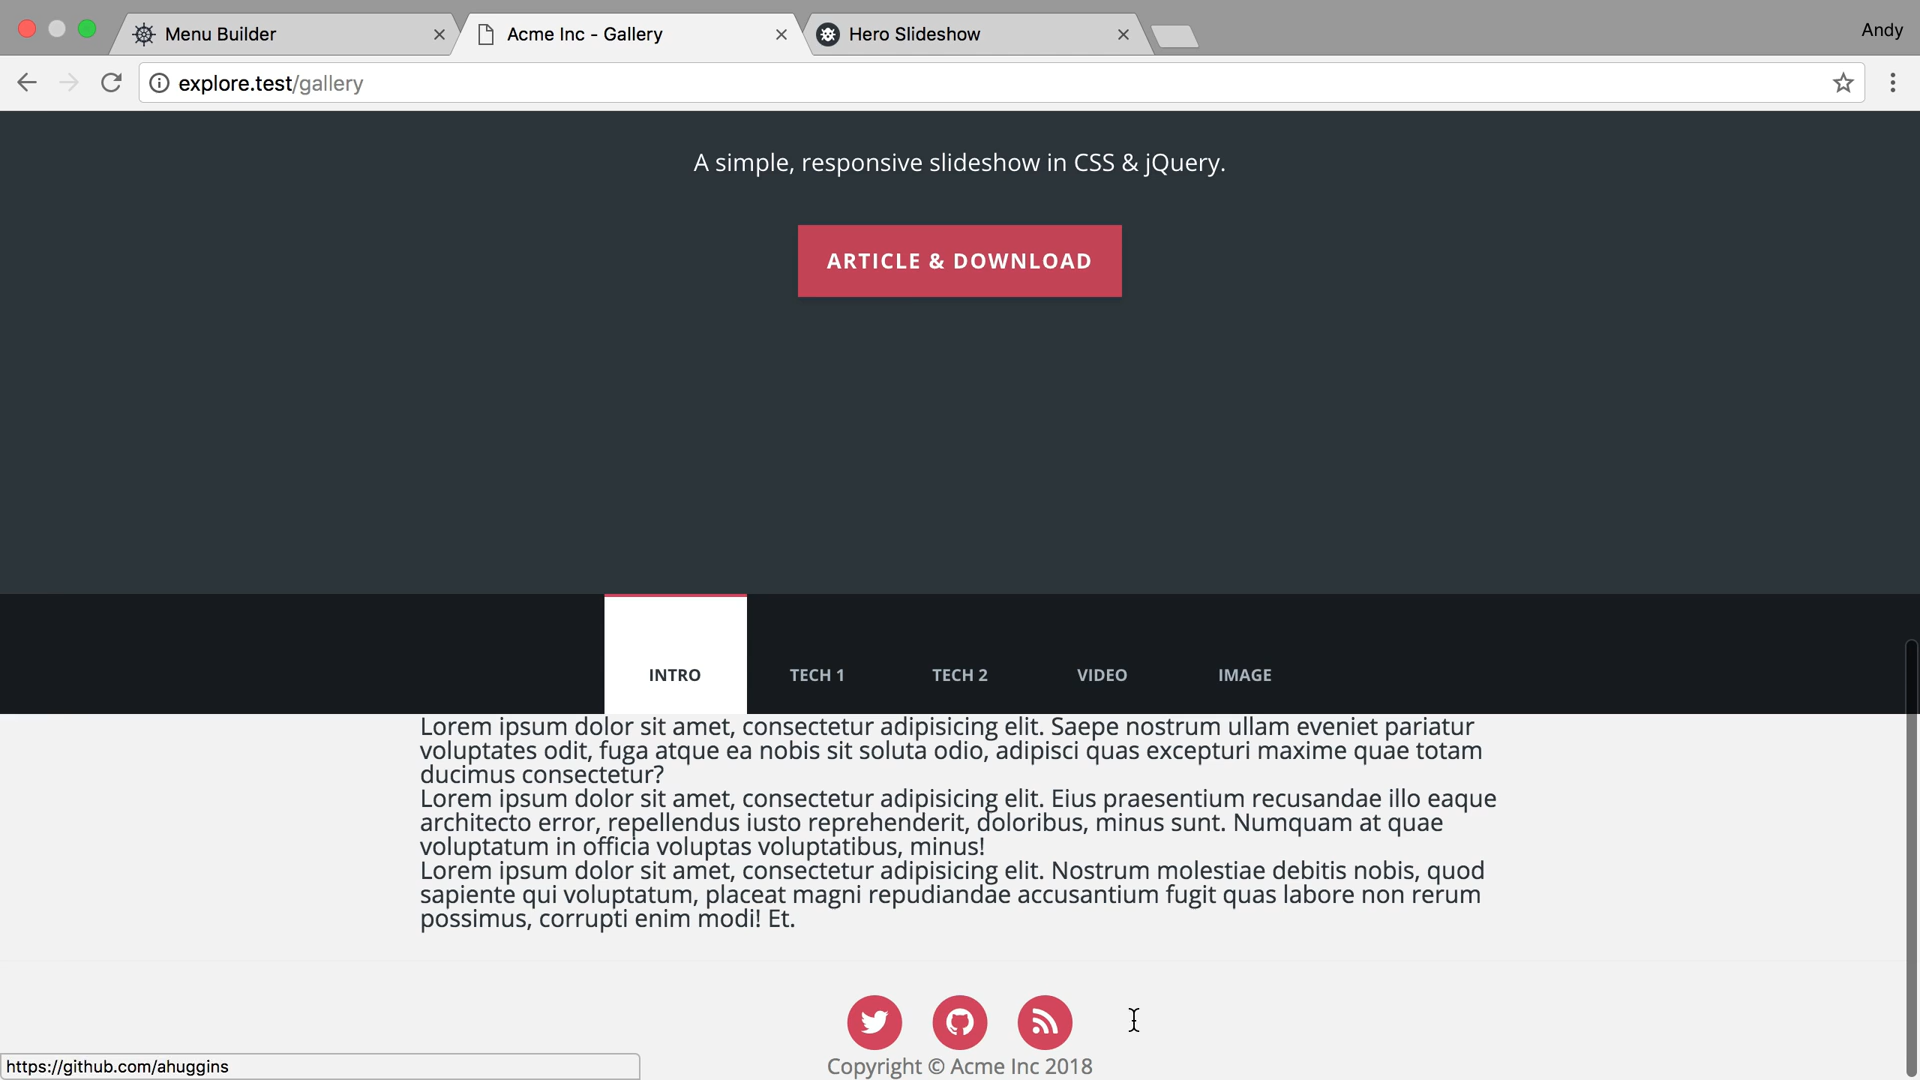 Menu Builder
Acme Inc - Gallery
Hero Slideshow
Andy
explore.test/gallery
A simple, responsive slideshow in CSS & jQuery.
ARTICLE & DOWNLOAD
INTRO
TECH 1
TECH 2
VIDEO
IMAGE
Lorem ipsum dolor sit amet, consectetur adipisicing elit. Saepe nostrum ullam eveniet pariatur
voluptates odit, fuga atque ea nobis sit soluta odio, adipisci quas excepturi maxime quae totam
ducimus consectetur?
Lorem ipsum dolor sit amet, consectetur adipisicing elit. Eius praesentium recusandae illo eaque
architecto error, repellendus iusto reprehenderit, doloribus, minus sunt. Numquam at quae
voluptatum in officia voluptas voluptatibus, minus!
Lorem ipsum dolor sit amet, consectetur adipisicing elit. Nostrum molestiae debitis nobis, quod
sapiente qui voluptatum, placeat magni repudiandae accusantium fugit quas labore non rerum
possimus, corrupti enim modi! Et.
https://github.com/ahuggins
Copyright © Acme Inc 2018